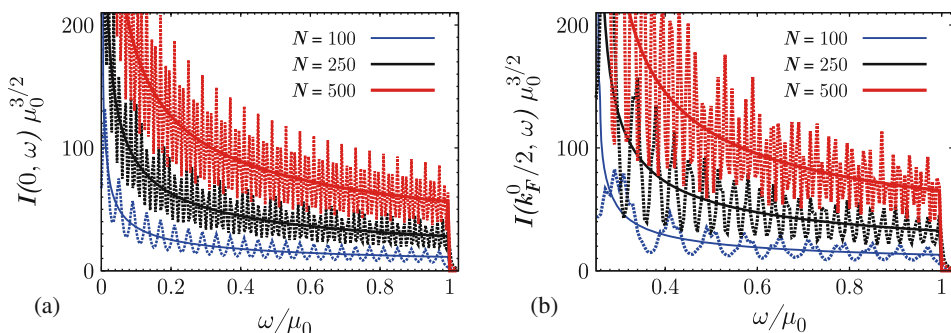 200
100
0
I(0, ω) μ₀^{3/2}
N = 100
N = 250
N = 500
0 0.2 0.4 0.6 0.8 1
ω/μ₀
(a)
200
100
0
I(k_F^0/2, ω) μ₀^{3/2}
N = 100
N = 250
N = 500
0.4 0.6 0.8 1
ω/μ₀
(b)